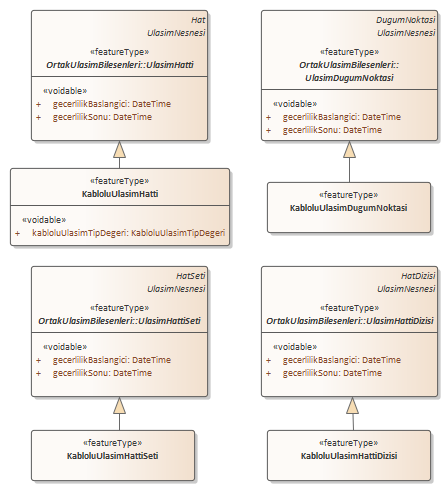 Hat
UlasimNesnesi
«featureType»
OrtakUlasimBilesenleri::UlasimHatti
«voidable»
+ gecerlilikBaslangici: DateTime
+ gecerlilikSonu: DateTime
«featureType»
KabloluUlasimHatti
«voidable»
+ kabloluUlasimTipDegeri: KabloluUlasimTipDegeri
DugumNoktasi
UlasimNesnesi
«featureType»
OrtakUlasimBilesenleri::
UlasimDugumNoktasi
«voidable»
+ gecerlilikBaslangici: DateTime
+ gecerlilikSonu: DateTime
«featureType»
KabloluUlasimDugumNoktasi
HatSeti
UlasimNesnesi
«featureType»
OrtakUlasimBilesenleri::UlasimHattiSeti
«voidable»
+ gecerlilikBaslangici: DateTime
+ gecerlilikSonu: DateTime
«featureType»
KabloluUlasimHattiSeti
HatDizisi
UlasimNesnesi
«featureType»
OrtakUlasimBilesenleri::UlasimHattiDizisi
«voidable»
+ gecerlilikBaslangici: DateTime
+ gecerlilikSonu: DateTime
«featureType»
KabloluUlasimHattiDizisi